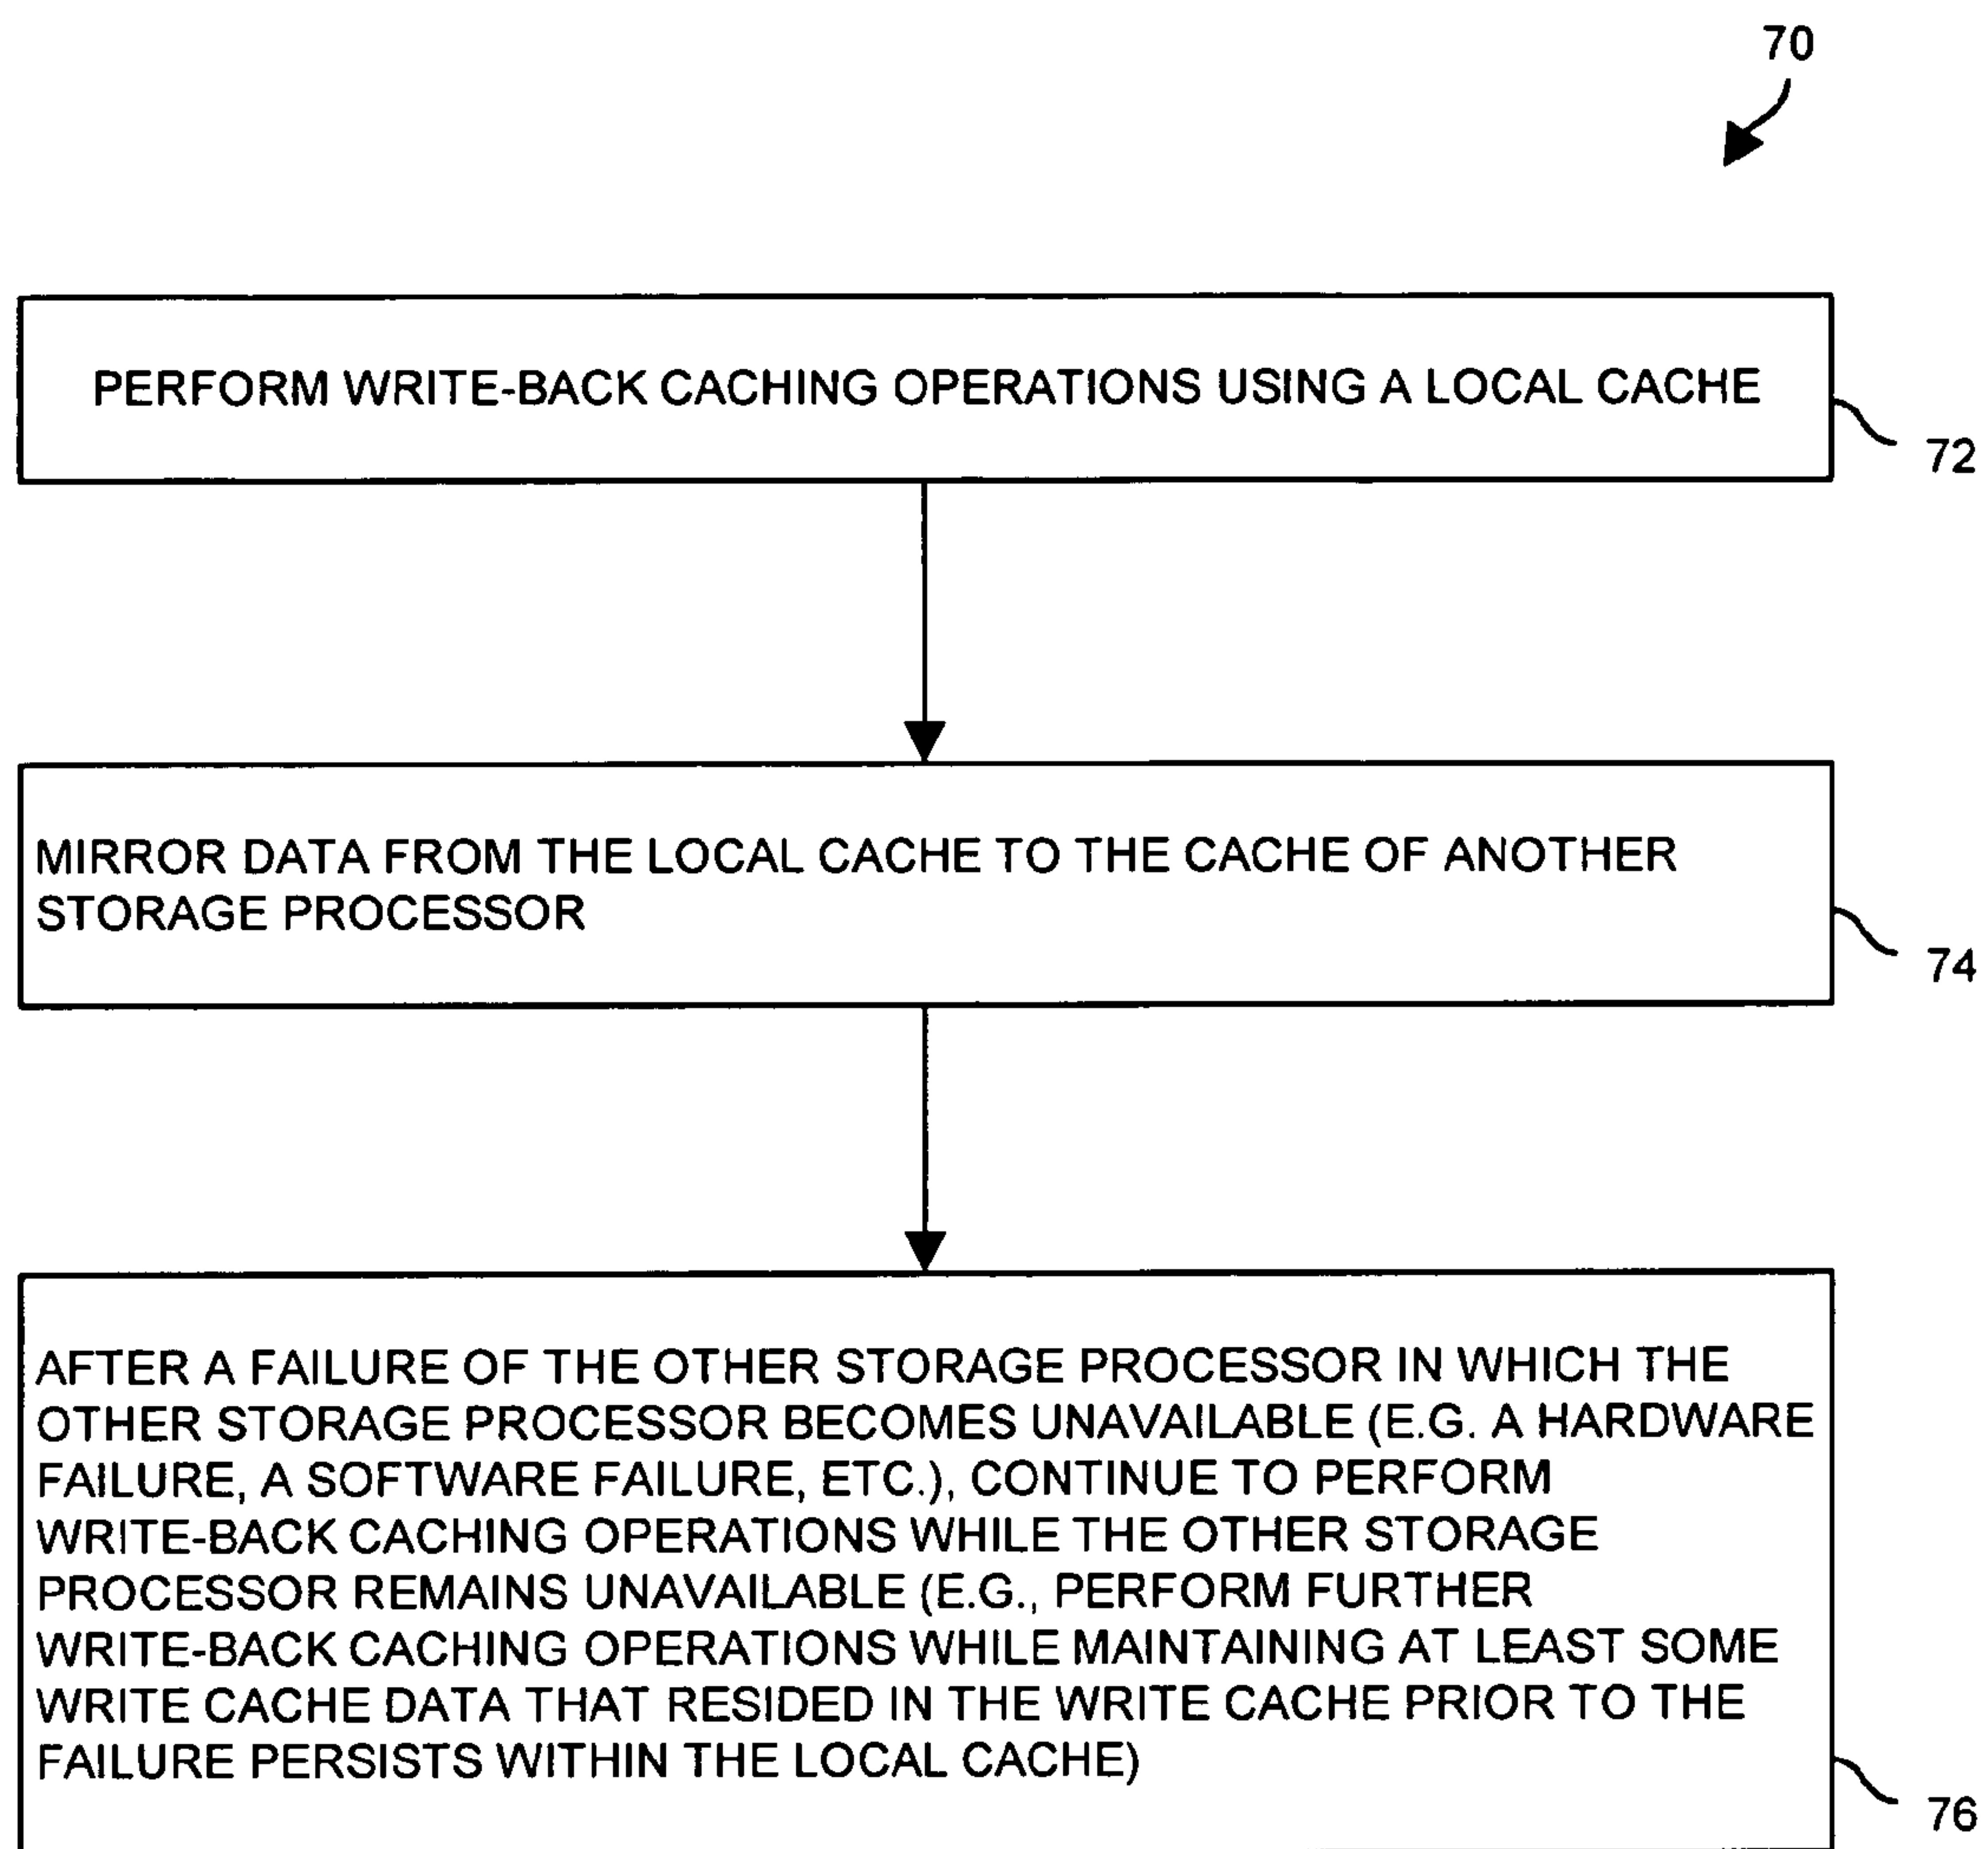 70
PERFORM WRITE-BACK CACHING OPERATIONS USING A LOCAL CACHE
72
MIRROR DATA FROM THE LOCAL CACHE TO THE CACHE OF ANOTHER
STORAGE PROCESSOR
74
AFTER A FAILURE OF THE OTHER STORAGE PROCESSOR IN WHICH THE
OTHER STORAGE PROCESSOR BECOMES UNAVAILABLE (E.G. A HARDWARE
FAILURE, A SOFTWARE FAILURE, ETC.), CONTINUE TO PERFORM
WRITE-BACK CACHING OPERATIONS WHILE THE OTHER STORAGE
PROCESSOR REMAINS UNAVAILABLE (E.G., PERFORM FURTHER
WRITE-BACK CACHING OPERATIONS WHILE MAINTAINING AT LEAST SOME
WRITE CACHE DATA THAT RESIDED IN THE WRITE CACHE PRIOR TO THE
FAILURE PERSISTS WITHIN THE LOCAL CACHE)
76